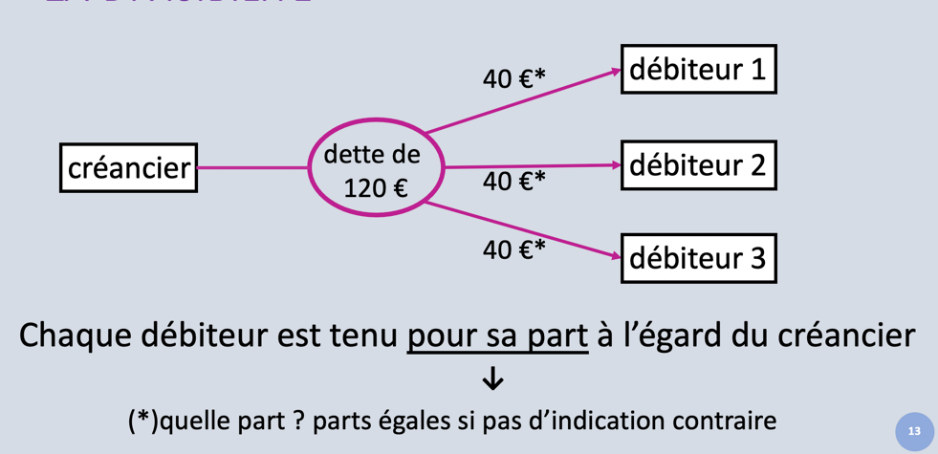 débiteur 1
40 €*
créancier
dette de
120 €
40 €*
débiteur 2
40 €*
débiteur 3
Chaque débiteur est tenu pour sa part à l’égard du créancier
↓
(*)quelle part ? parts égales si pas d’indication contraire
13